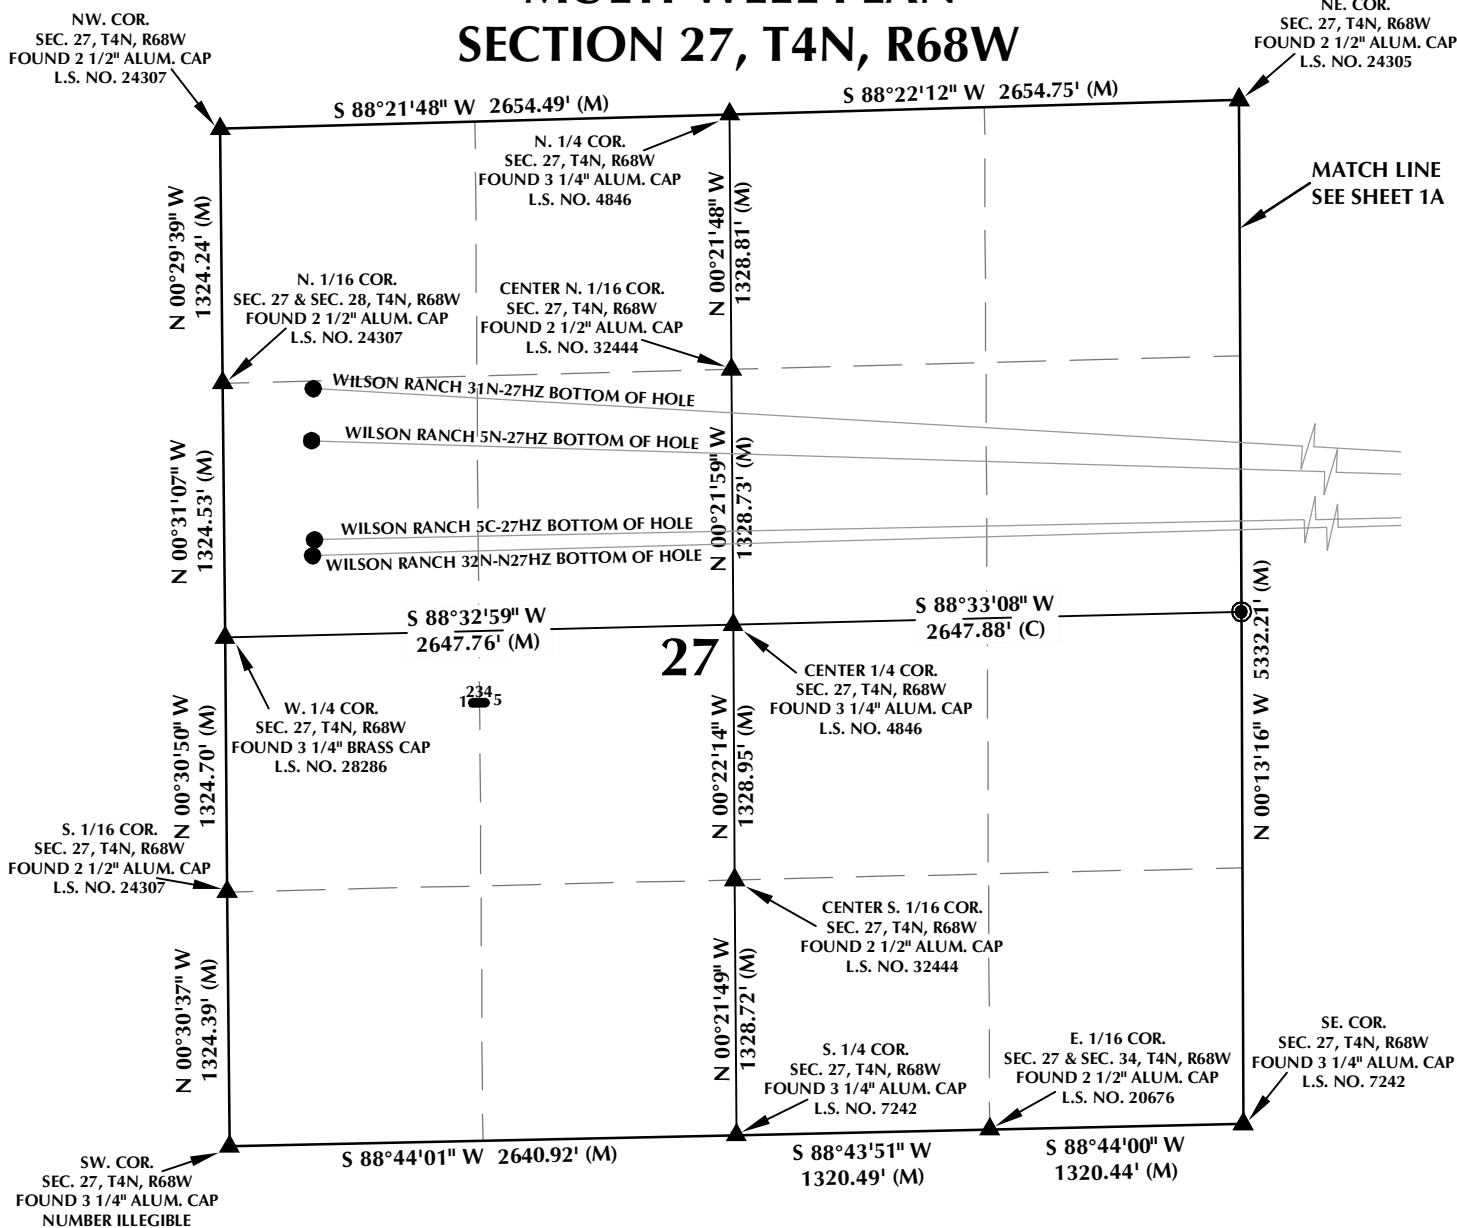 MULTI-WELL PLAN
SECTION 27, T4N, R68W
NW. COR.
SEC. 27, T4N, R68W
FOUND 2 1/2" ALUM. CAP
L.S. NO. 24307
NE. COR.
SEC. 27, T4N, R68W
FOUND 2 1/2" ALUM. CAP
L.S. NO. 24305
S 88°21'48" W 2654.49' (M)
S 88°22'12" W 2654.75' (M)
N. 1/4 COR.
SEC. 27, T4N, R68W
FOUND 3 1/4" ALUM. CAP
L.S. NO. 4846
MATCH LINE
SEE SHEET 1A
N 00°29'39" W
1324.24' (M)
N 00°21'48" W
1328.81' (M)
N. 1/16 COR.
SEC. 27 & SEC. 28, T4N, R68W
FOUND 2 1/2" ALUM. CAP
L.S. NO. 24307
CENTER N. 1/16 COR.
SEC. 27, T4N, R68W
FOUND 2 1/2" ALUM. CAP
L.S. NO. 32444
WILSON RANCH 31N-27HZ BOTTOM OF HOLE
WILSON RANCH 5N-27HZ BOTTOM OF HOLE
WILSON RANCH 5C-27HZ BOTTOM OF HOLE
WILSON RANCH 32N-N27HZ BOTTOM OF HOLE
N 00°31'07" W
1324.53' (M)
N 00°21'59" W
1328.73' (M)
S 88°32'59" W
2647.76' (M)
S 88°33'08" W
2647.88' (C)
27
N 00°13'16" W 5332.21' (M)
1 2 3 4 5
W. 1/4 COR.
SEC. 27, T4N, R68W
FOUND 3 1/4" BRASS CAP
L.S. NO. 28286
CENTER 1/4 COR.
SEC. 27, T4N, R68W
FOUND 3 1/4" ALUM. CAP
L.S. NO. 4846
N 00°30'50" W
1324.70' (M)
N 00°22'14" W
1328.95' (M)
S. 1/16 COR.
SEC. 27, T4N, R68W
FOUND 2 1/2" ALUM. CAP
L.S. NO. 24307
CENTER S. 1/16 COR.
SEC. 27, T4N, R68W
FOUND 2 1/2" ALUM. CAP
L.S. NO. 32444
N 00°30'37" W
1324.39' (M)
N 00°21'49" W
1328.72' (M)
S. 1/4 COR.
SEC. 27, T4N, R68W
FOUND 3 1/4" ALUM. CAP
L.S. NO. 7242
E. 1/16 COR.
SEC. 27 & SEC. 34, T4N, R68W
FOUND 2 1/2" ALUM. CAP
L.S. NO. 20676
SE. COR.
SEC. 27, T4N, R68W
FOUND 3 1/4" ALUM. CAP
L.S. NO. 7242
S 88°44'01" W 2640.92' (M)
S 88°43'51" W
1320.49' (M)
S 88°44'00" W
1320.44' (M)
SW. COR.
SEC. 27, T4N, R68W
FOUND 3 1/4" ALUM. CAP
NUMBER ILLEGIBLE